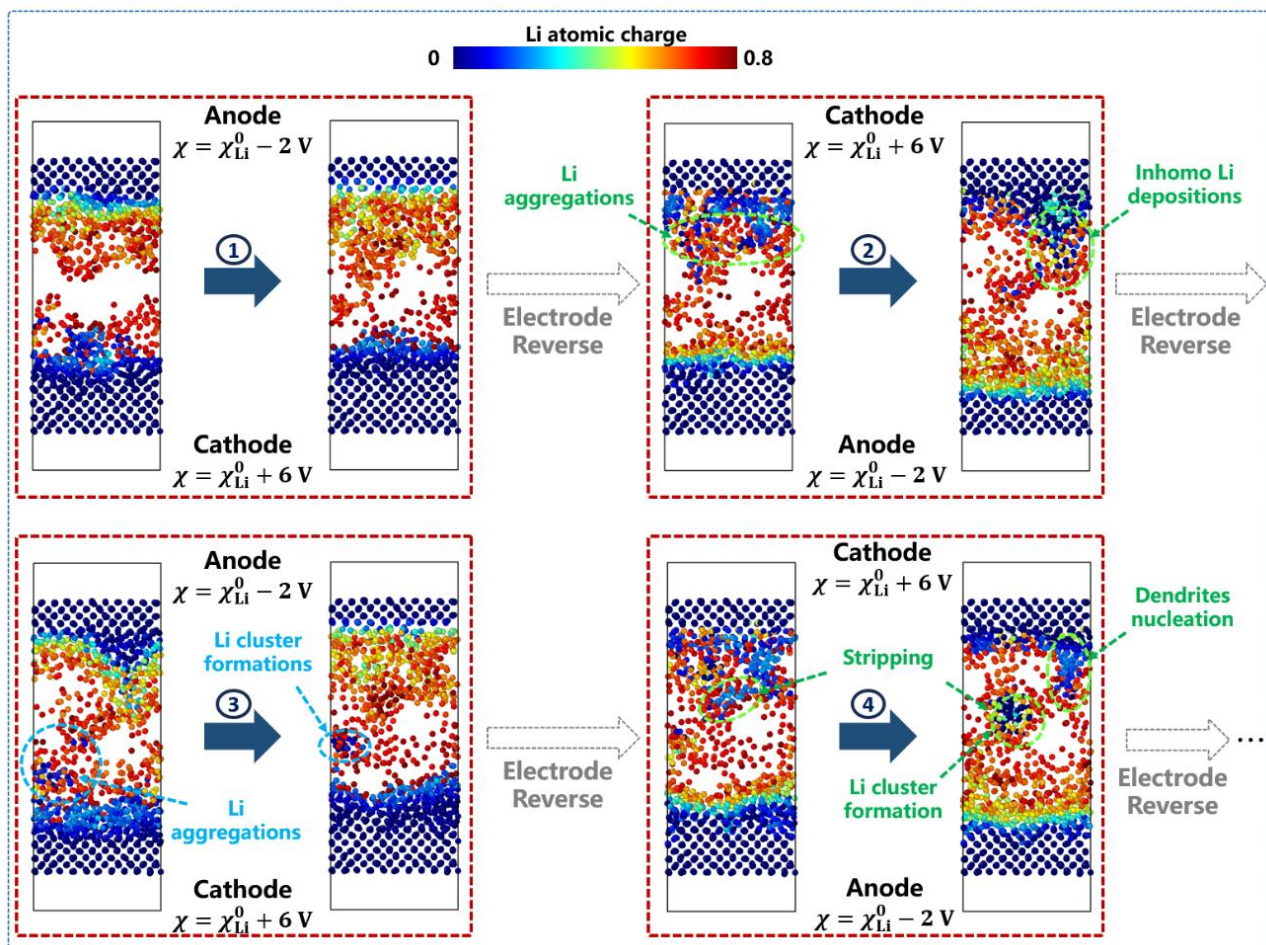 Li atomic charge
0 0.8
Anode
χ = χ⁰Li − 2 V
1
Cathode
χ = χ⁰Li + 6 V
Electrode
Reverse
Cathode
χ = χ⁰Li + 6 V
Li
aggregations
2
Inhomo Li
depositions
Anode
χ = χ⁰Li − 2 V
Electrode
Reverse
Anode
χ = χ⁰Li − 2 V
Li cluster
formations
3
Li
aggregations
Cathode
χ = χ⁰Li + 6 V
Electrode
Reverse
Cathode
χ = χ⁰Li + 6 V
Dendrites
nucleation
Stripping
4
Li cluster
formation
Anode
χ = χ⁰Li − 2 V
Electrode
Reverse
...